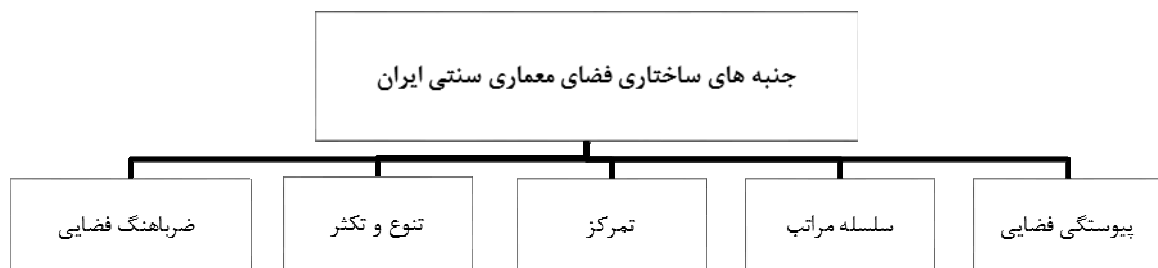 جنبه های ساختاری فضای معماری سنتی ایران
پیوستگی فضایی
سلسله مراتب
تمرکز
تنوع و تکثر
ضرباهنگ فضایی